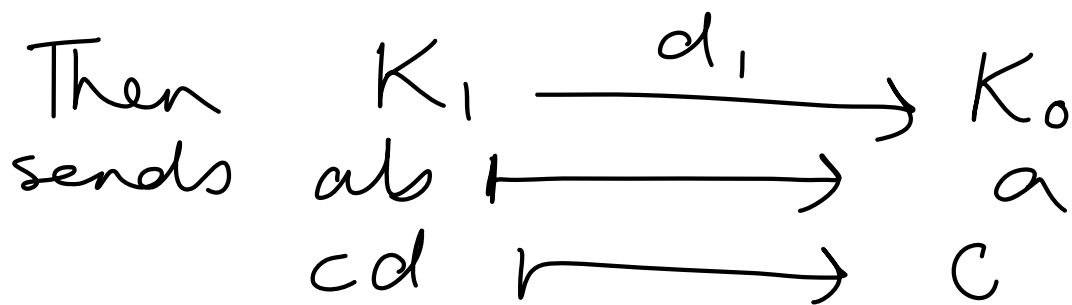 Then K₁ d₁ → K₀
sends ab ↦ a
cd ↦ c